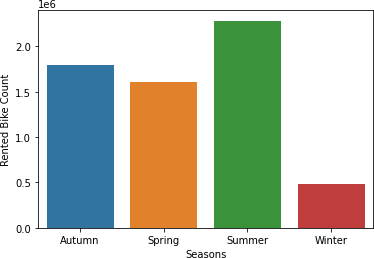 1e6
2.0
1.5
1.0
0.5
0.0
Rented Bike Count
Autumn Spring Summer Winter
Seasons